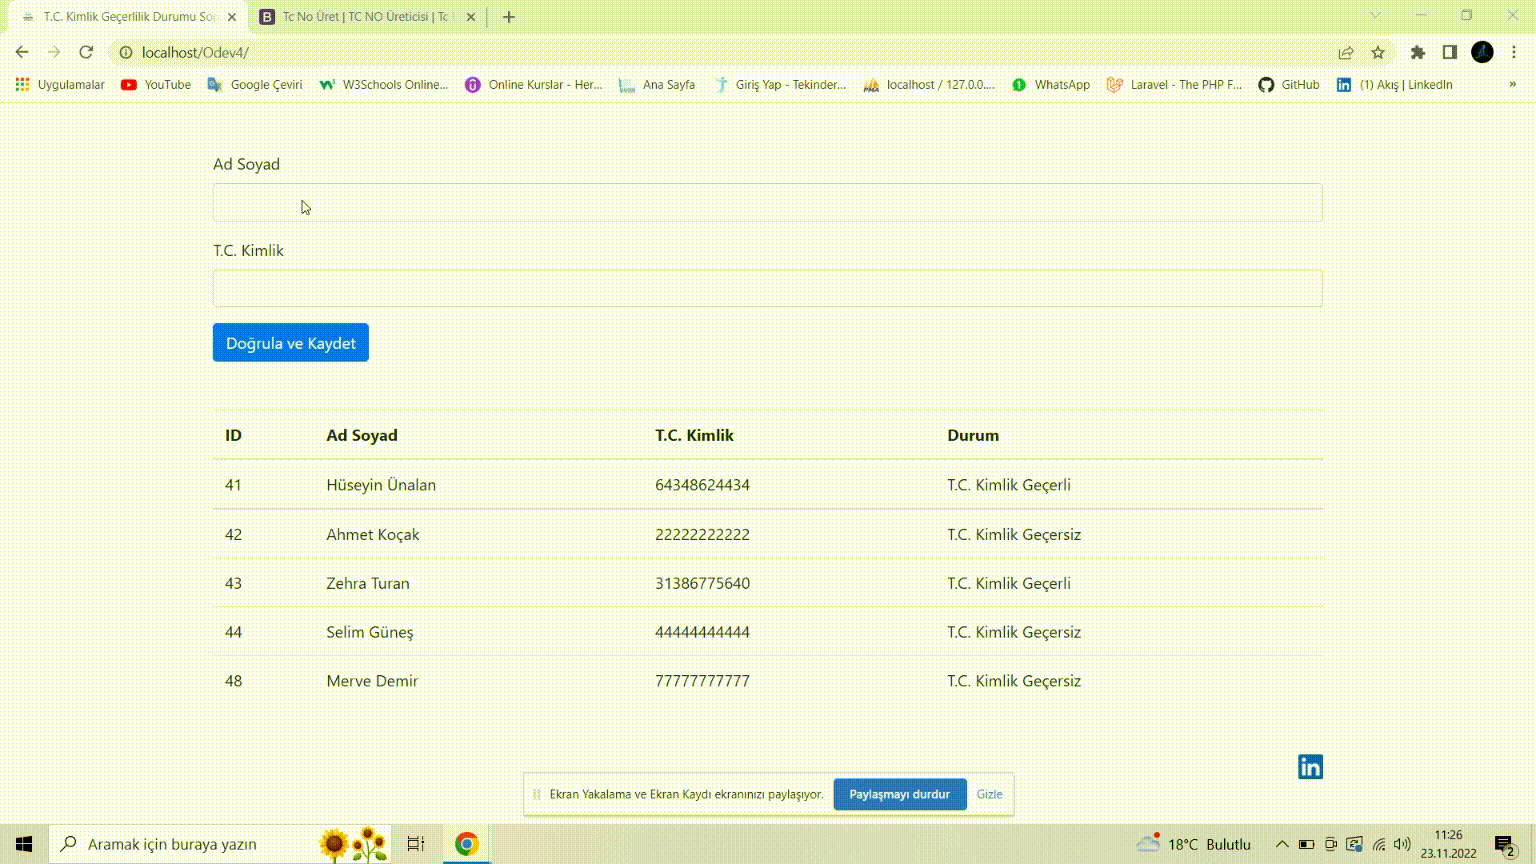 T.C. Kimlik Geçerlilik Durumu Sor
Tc No Üret | TC NO Üreticisi | Tc
localhost/Odev4/
Uygulamalar YouTube Google Çeviri W3Schools Online... Online Kurslar - Her... Ana Sayfa Giriş Yap - Tekinder... localhost / 127.0.0.... WhatsApp Laravel - The PHP F... GitHub (1) Akış | LinkedIn »
Ad Soyad
T.C. Kimlik
Doğrula ve Kaydet
ID Ad Soyad T.C. Kimlik Durum
41 Hüseyin Ünalan 64348624434 T.C. Kimlik Geçerli
42 Ahmet Koçak 22222222222 T.C. Kimlik Geçersiz
43 Zehra Turan 31386775640 T.C. Kimlik Geçerli
44 Selim Güneş 44444444444 T.C. Kimlik Geçersiz
48 Merve Demir 77777777777 T.C. Kimlik Geçersiz
in
Ekran Yakalama ve Ekran Kaydı ekranınızı paylaşıyor. Paylaşmayı durdur Gizle
Aramak için buraya yazın
18°C Bulutlu
11:26
23.11.2022
2